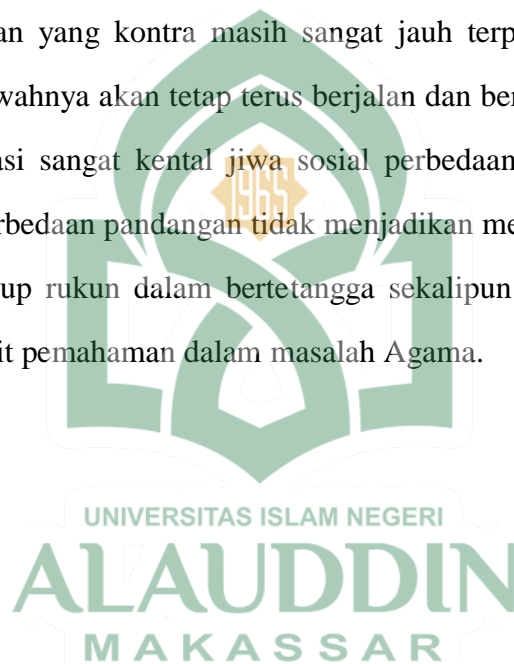 an yang kontra masih sangat jauh terp
wahnya akan tetap terus berjalan dan ber
asi sangat kental jiwa sosial perbedaan
rbedaan pandangan tidak menjadikan me
up rukun dalam bertetangga sekalipun
it pemahaman dalam masalah Agama.
1965
UNIVERSITAS ISLAM NEGERI
ALAUDDIN
MAKASSAR